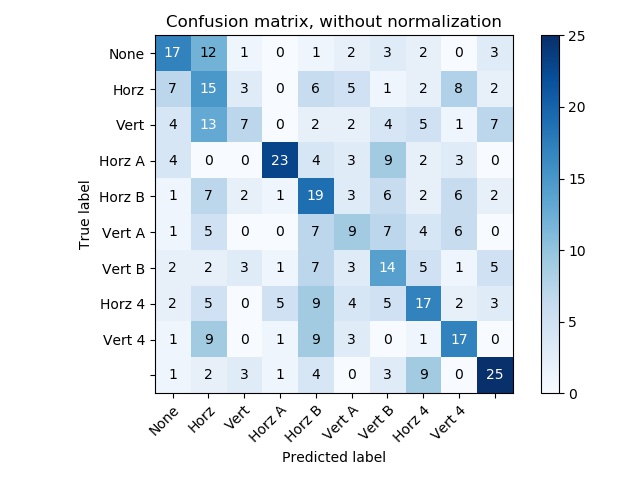 Confusion matrix, without normalization
None 17 12 1 0 1 2 3 2 0 3
Horz 7 15 3 0 6 5 1 2 8 2
Vert 4 13 7 0 2 2 4 5 1 7
Horz A 4 0 0 23 4 3 9 2 3 0
Horz B 1 7 2 1 19 3 6 2 6 2
Vert A 1 5 0 0 7 9 7 4 6 0
Vert B 2 2 3 1 7 3 14 5 1 5
Horz 4 2 5 0 5 9 4 5 17 2 3
Vert 4 1 9 0 1 9 3 0 1 17 0
1 2 3 1 4 0 3 9 0 25
None Horz Vert Horz A Horz B Vert A Vert B Horz 4 Vert 4
Predicted label
True label
25
20
15
10
5
0